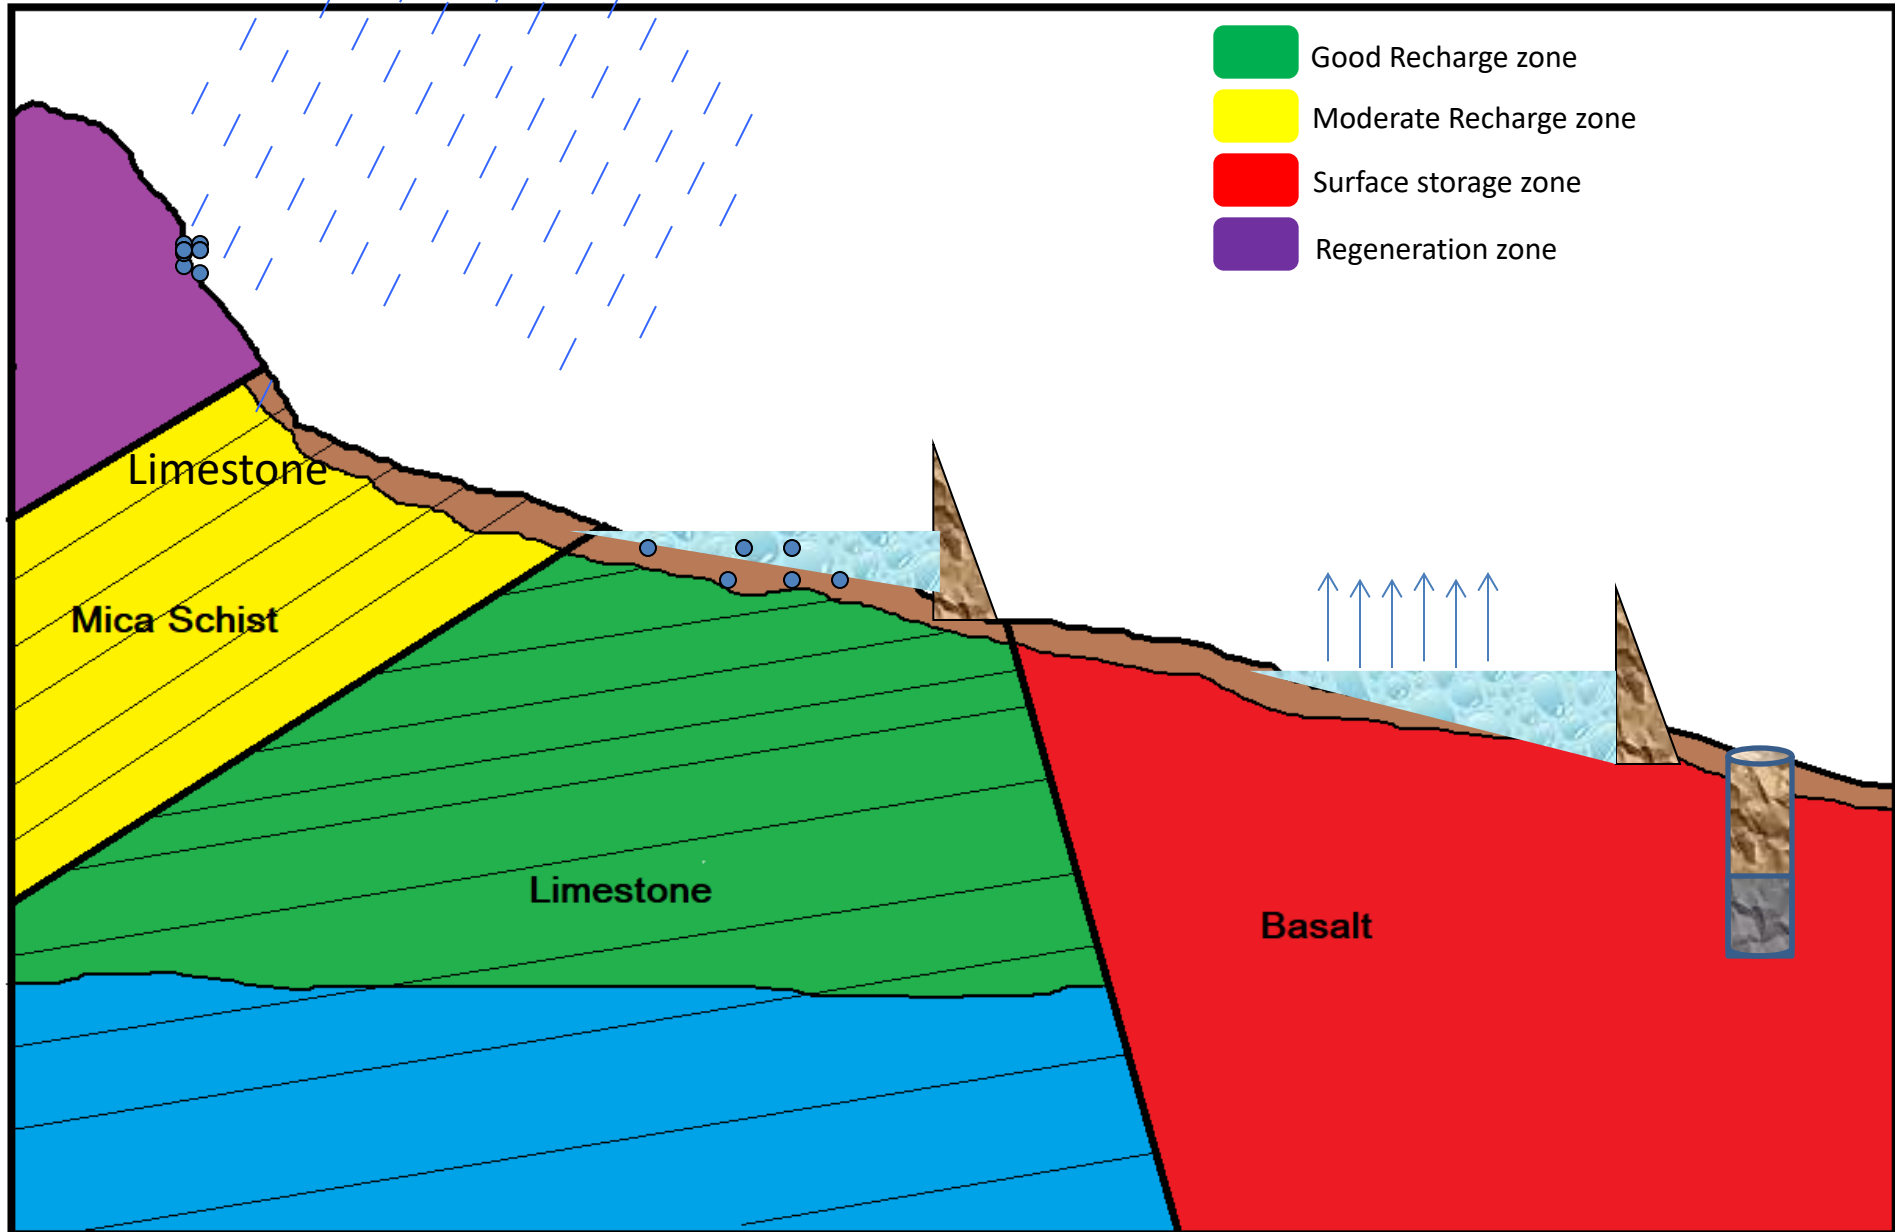 Good Recharge zone
Moderate Recharge zone
Surface storage zone
Regeneration zone
Limestone
Mica Schist
Limestone
Basalt